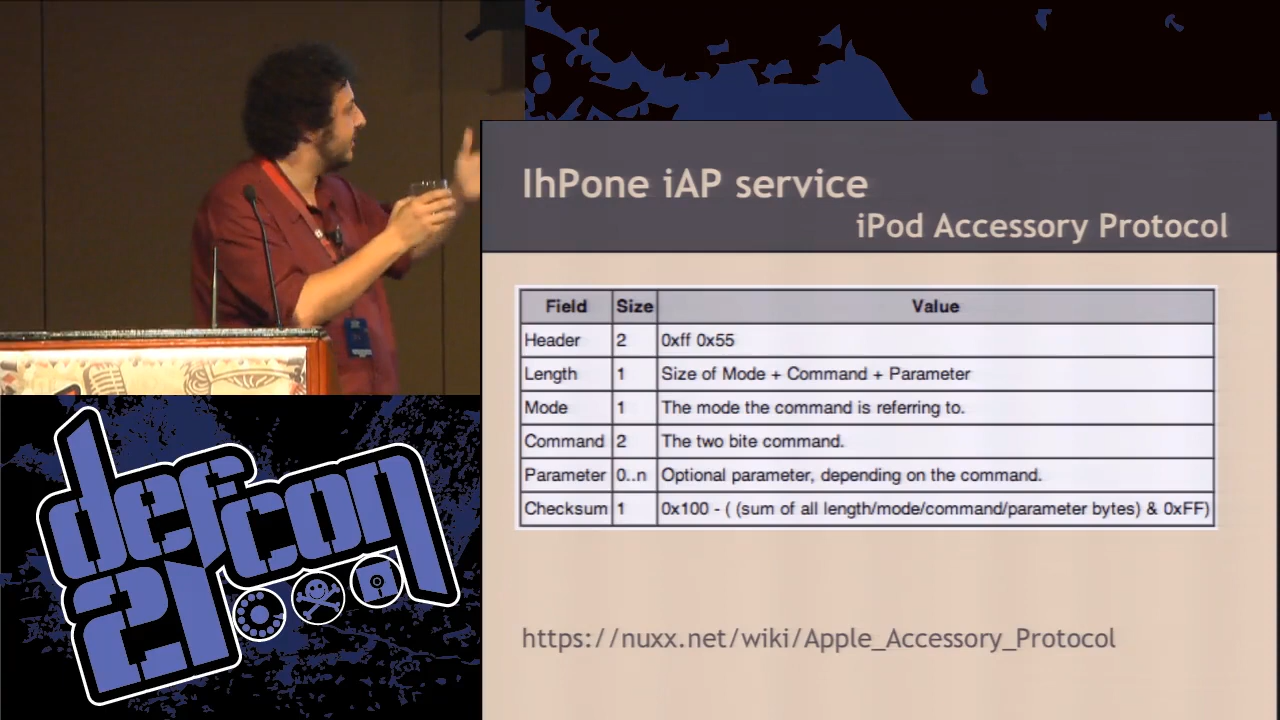 IhPone iAP service
iPod Accessory Protocol
Field Size Value
Header 2 0xff 0x55
Length 1 Size of Mode + Command + Parameter
Mode 1 The mode the command is referring to.
Command 2 The two bite command.
Parameter 0..n Optional parameter, depending on the command.
Checksum 1 0x100 - ( (sum of all length/mode/command/parameter bytes) & 0xFF)
https://nuxx.net/wiki/Apple_Accessory_Protocol
defcon
21